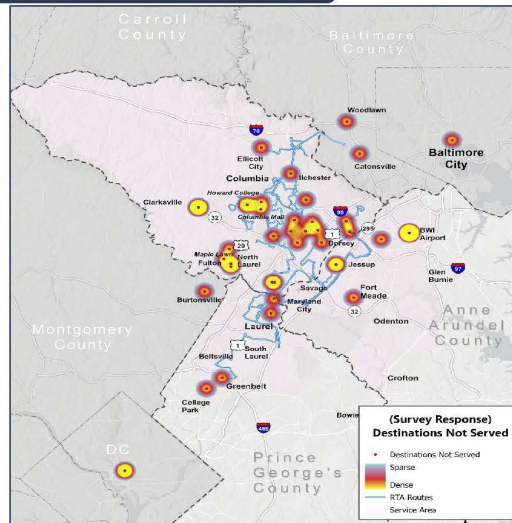 Carroll
County
Baltimore
County
Woodlawn
70
Ellicott
City
Catonsville
Baltimore
City
Columbia
Ilchester
Howard College
Clarksville
Columbia Mall
32
95
1
295
BWI
Airport
Dorsey
29
Maple Lawn
North
Fulton
Laurel
Jessup
Glen
Burnie
97
Savage
Fort
Meade
Burtonsville
Maryland
City
32
Anne
Arundel
County
Laurel
Odenton
Montgomery
County
1
South
Laurel
Beltsville
Crofton
Greenbelt
College
Park
Bowie
495
DC
Prince
George's
County
(Survey Response)
Destinations Not Served
Destinations Not Served
Sparse
Dense
RTA Routes
Service Area